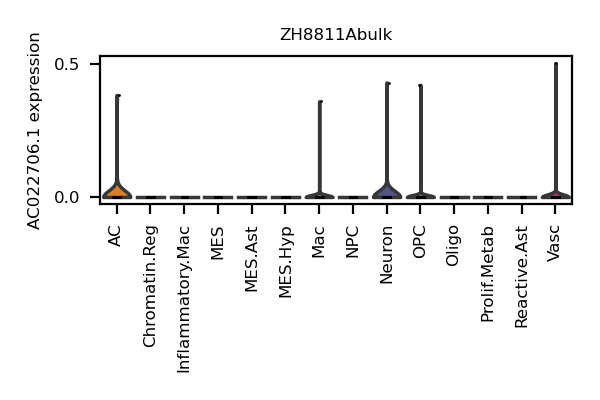 ZH8811Abulk
AC022706.1 expression
0.5
0.0
AC
Chromatin.Reg
Inflammatory.Mac
MES
MES.Ast
MES.Hyp
Mac
NPC
Neuron
OPC
Oligo
Prolif.Metab
Reactive.Ast
Vasc